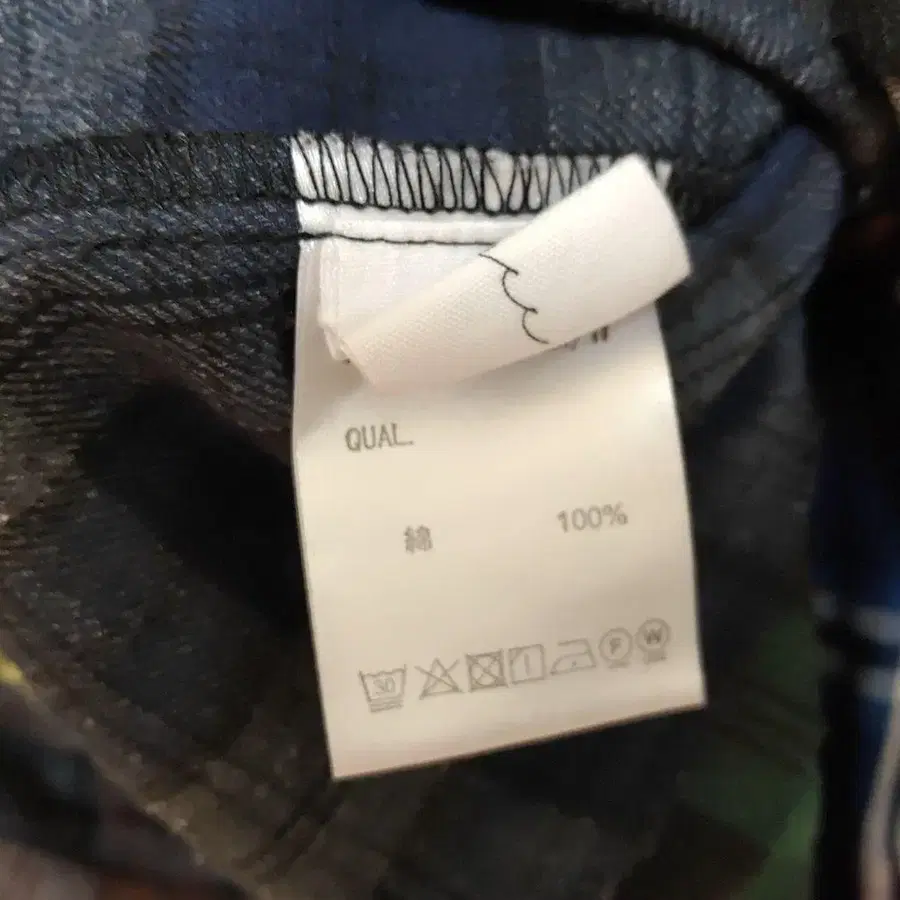 QUAL.
綿 100%
30 F W